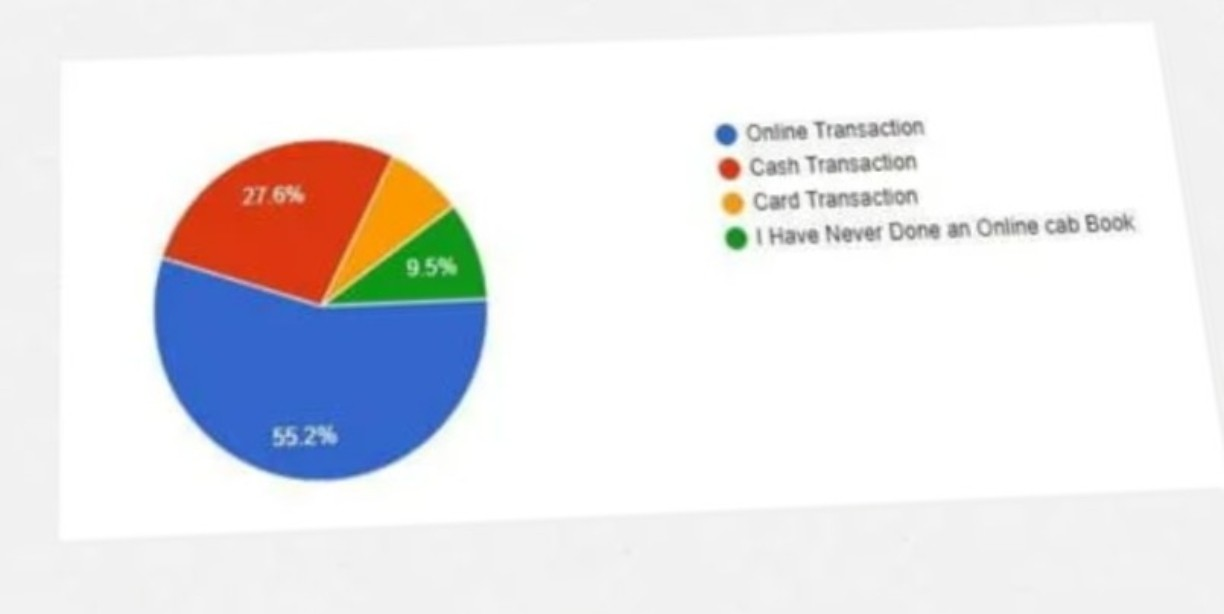 27.6%
9.5%
55.2%
Online Transaction
Cash Transaction
Card Transaction
I Have Never Done an Online cab Book